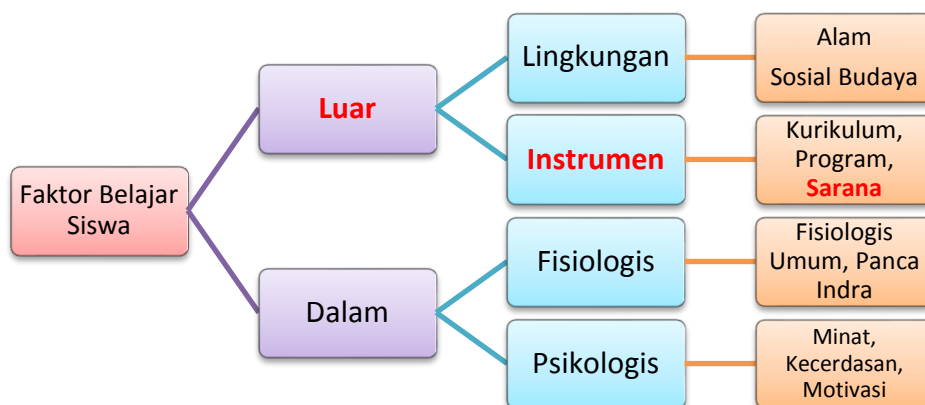 Faktor Belajar
Siswa
Luar
Dalam
Lingkungan
Instrumen
Fisiologis
Psikologis
Alam
Sosial Budaya
Kurikulum,
Program,
Sarana
Fisiologis
Umum, Panca
Indra
Minat,
Kecerdasan,
Motivasi